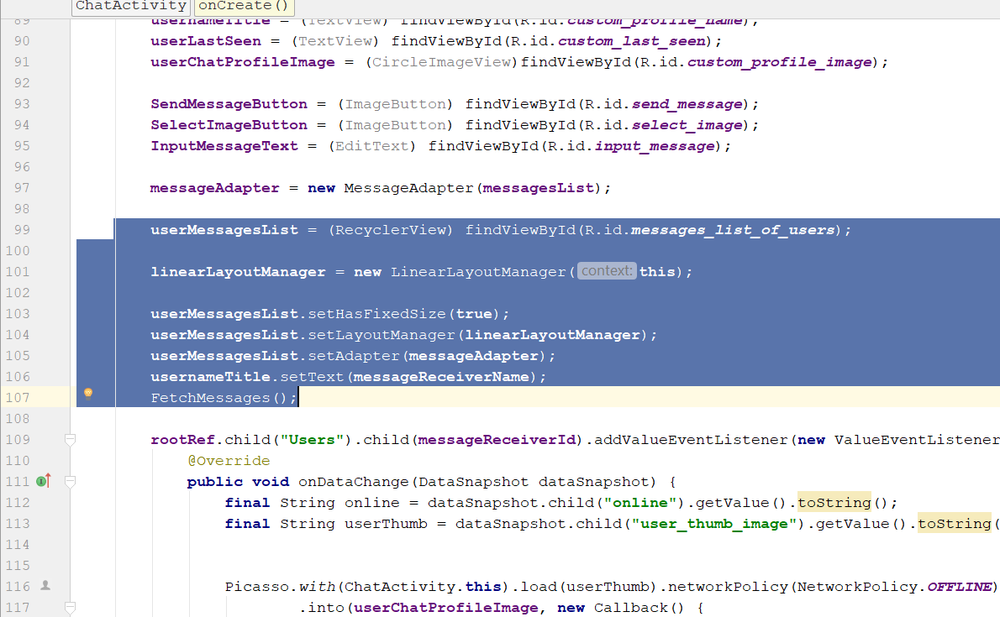 ChatActivity onCreate()
89 usernameTitle = (TextView) findViewById(R.id.custom_profile_name);
90 userLastSeen = (TextView) findViewById(R.id.custom_last_seen);
91 userChatProfileImage = (CircleImageView)findViewById(R.id.custom_profile_image);
92
93 SendMessageButton = (ImageButton) findViewById(R.id.send_message);
94 SelectImageButton = (ImageButton) findViewById(R.id.select_image);
95 InputMessageText = (EditText) findViewById(R.id.input_message);
96
97 messageAdapter = new MessageAdapter(messagesList);
98
99 userMessagesList = (RecyclerView) findViewById(R.id.messages_list_of_users);
100
101 linearLayoutManager = new LinearLayoutManager( context: this);
102
103 userMessagesList.setHasFixedSize(true);
104 userMessagesList.setLayoutManager(linearLayoutManager);
105 userMessagesList.setAdapter(messageAdapter);
106 usernameTitle.setText(messageReceiverName);
107 FetchMessages();
108
109 rootRef.child("Users").child(messageReceiverId).addValueEventListener(new ValueEventListener
110 @Override
111 public void onDataChange(DataSnapshot dataSnapshot) {
112 final String online = dataSnapshot.child("online").getValue().toString();
113 final String userThumb = dataSnapshot.child("user_thumb_image").getValue().toString(
114
115
116 Picasso.with(ChatActivity.this).load(userThumb).networkPolicy(NetworkPolicy.OFFLINE)
117 .into(userChatProfileImage, new Callback() {